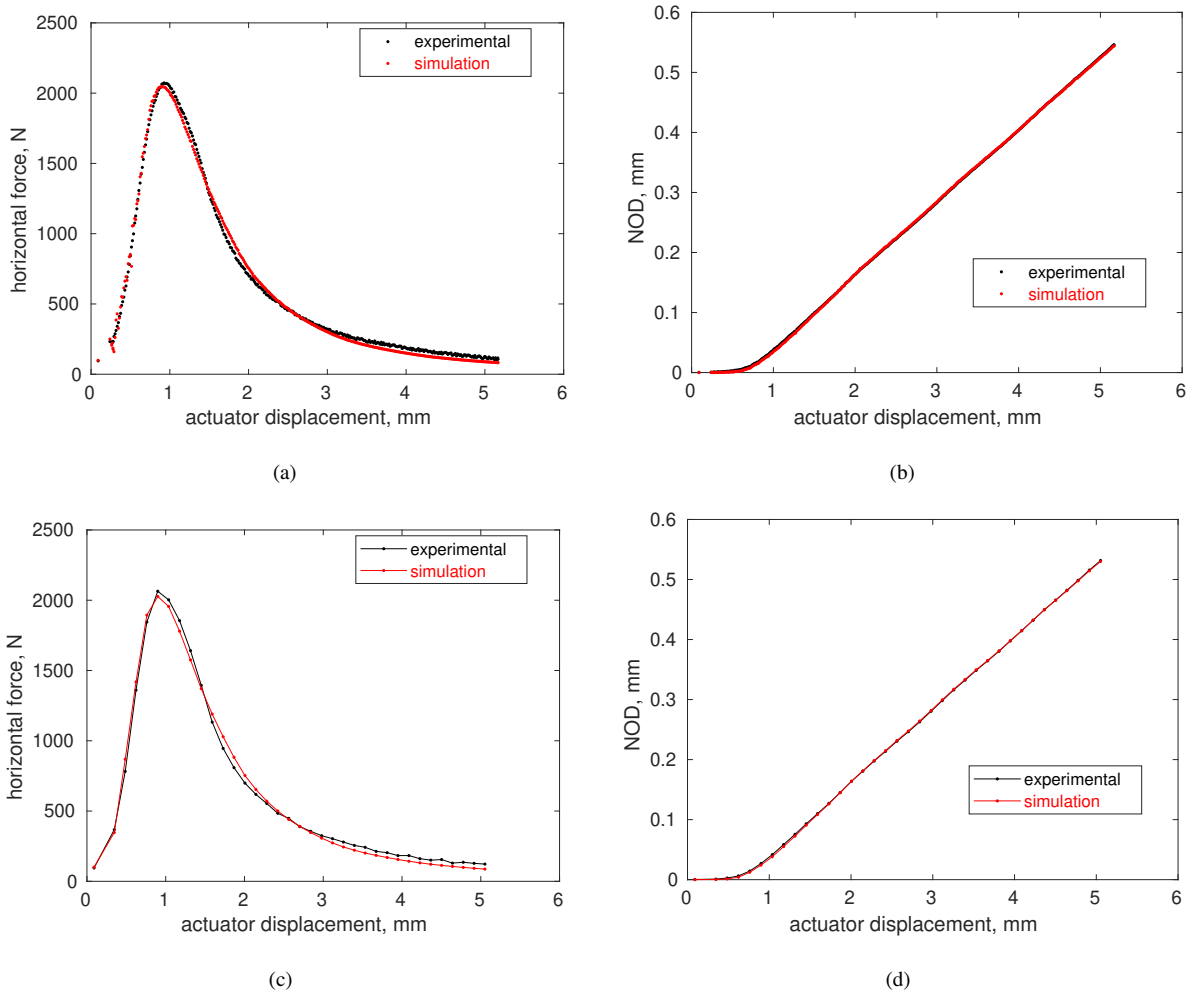 2500
2000
1500
1000
500
0
0 1 2 3 4 5 6
horizontal force, N
actuator displacement, mm
experimental
simulation
(a)
0.6
0.5
0.4
0.3
0.2
0.1
0
0 1 2 3 4 5 6
NOD, mm
actuator displacement, mm
experimental
simulation
(b)
2500
2000
1500
1000
500
0
0 1 2 3 4 5 6
horizontal force, N
actuator displacement, mm
experimental
simulation
(c)
0.6
0.5
0.4
0.3
0.2
0.1
0
0 1 2 3 4 5 6
NOD, mm
actuator displacement, mm
experimental
simulation
(d)